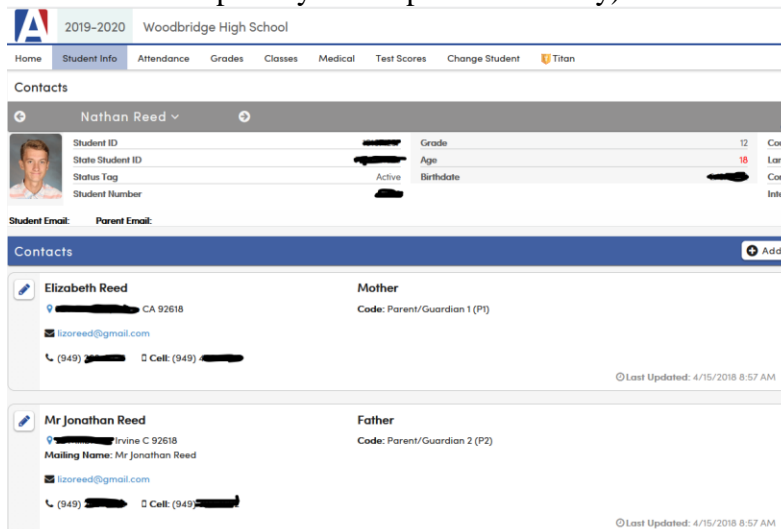 2019-2020 Woodbridge High School
Home Student Info Attendance Grades Classes Medical Test Scores Change Student Titan
Contacts
Nathan Reed
Student ID Grade 12
State Student ID Age 18
Status Tag Active Birthdate
Student Number
Student Email: Parent Email:
Contacts Add
Elizabeth Reed Mother
CA 92618 Code: Parent/Guardian 1 (P1)
lizoreed@gmail.com
(949) Cell: (949)
Last Updated: 4/15/2018 8:57 AM
Mr Jonathan Reed Father
Irvine C 92618 Code: Parent/Guardian 2 (P2)
Mailing Name: Mr Jonathan Reed
lizoreed@gmail.com
(949) Cell: (949)
Last Updated: 4/15/2018 8:57 AM